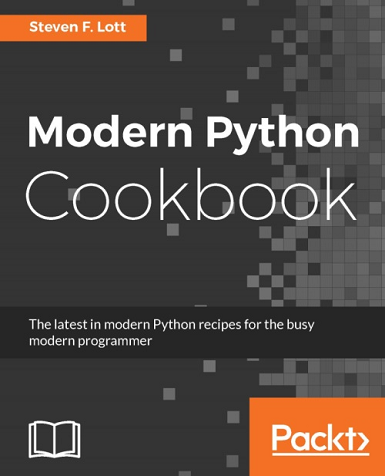 Steven F. Lott
Modern Python
Cookbook
The latest in modern Python recipes for the busy
modern programmer
Packt>